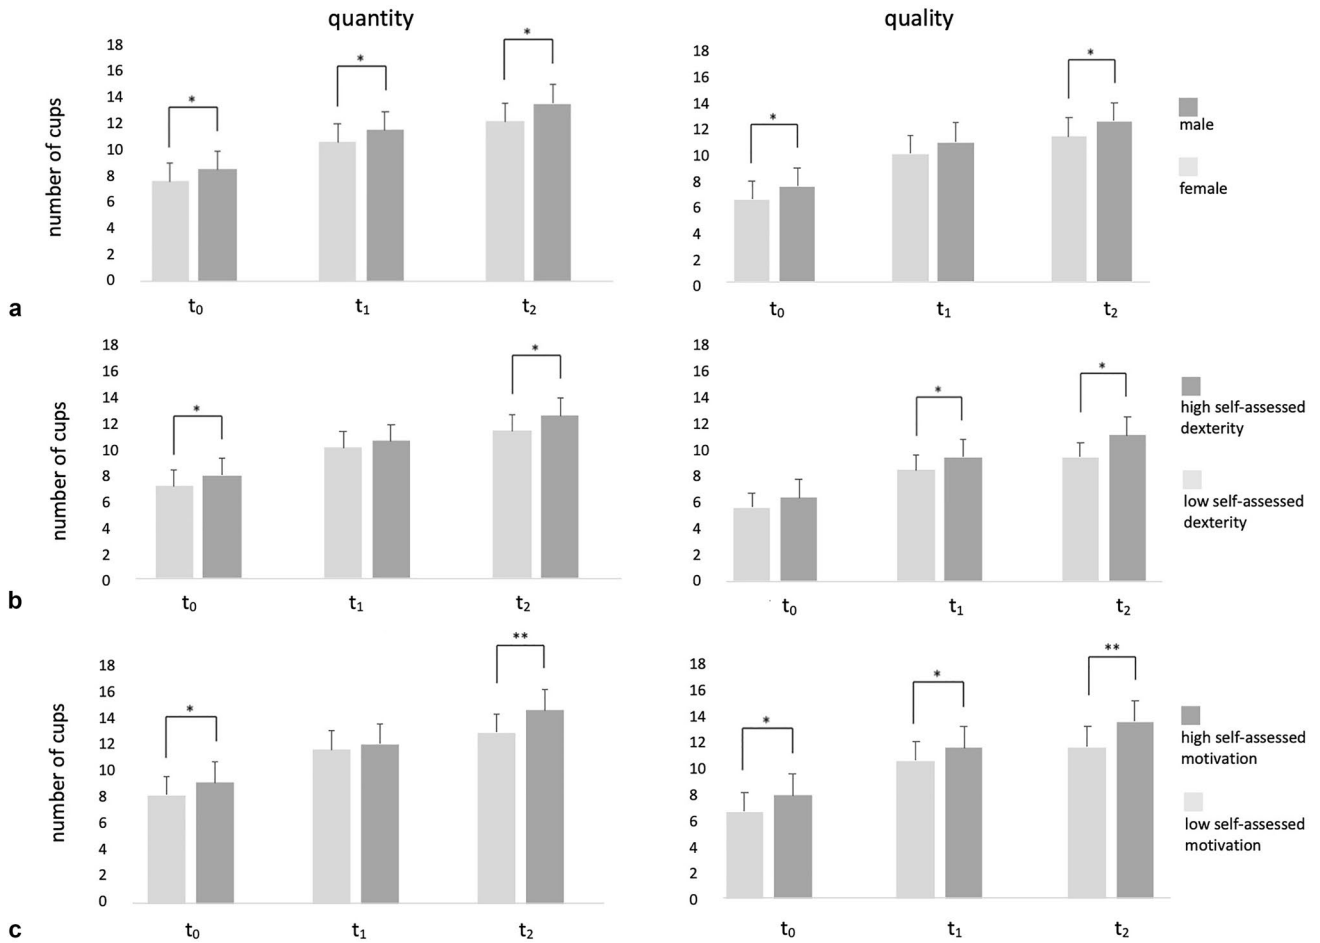 quantity
quality
number of cups
18
16
14
12
10
8
6
4
2
0
*
*
*
t0
t1
t2
18
16
14
12
10
8
6
4
2
0
*
*
t0
t1
t2
male
female
a
number of cups
18
16
14
12
10
8
6
4
2
0
*
*
t0
t1
t2
18
16
14
12
10
8
6
4
2
0
*
*
t0
t1
t2
high self-assessed
dexterity
low self-assessed
dexterity
b
number of cups
18
16
14
12
10
8
6
4
2
0
*
**
t0
t1
t2
18
16
14
12
10
8
6
4
2
0
*
*
**
t0
t1
t2
high self-assessed
motivation
low self-assessed
motivation
c